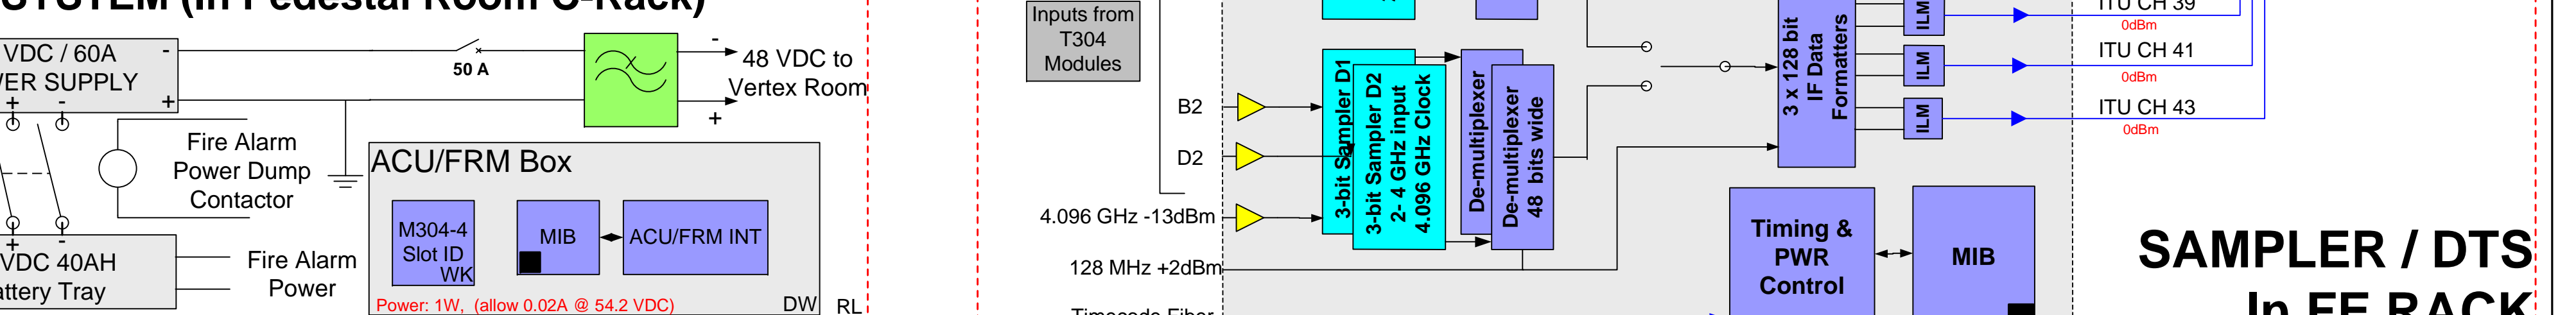 SYSTEM (In Pedestal Room C-Rack)
VDC / 60A
SUPPLY
-
+
+ -
50 A
-
48 VDC to
Vertex Room
+
Fire Alarm
Power Dump
Contactor
+ -
VDC 40AH
Tray
Fire Alarm
Power
ACU/FRM Box
M304-4
Slot ID
WK
MIB
ACU/FRM INT
Power: 1W, (allow 0.02A @ 54.2 VDC)
DW
RL
Inputs from
T304
Modules
B2
D2
4.096 GHz -13dBm
128 MHz +2dBm
Timecode Fiber
3-bit Sampler D1
3-bit Sampler D2
2- 4 GHz input
4.096 GHz Clock
De-multiplexer
De-multiplexer
48 bits wide
3 x 128 bit
IF Data
Formatters
ILM
ILM
ILM
ITU CH 39
0dBm
ITU CH 41
0dBm
ITU CH 43
0dBm
Timing &
PWR
Control
MIB
SAMPLER / DTS
In FE RACK